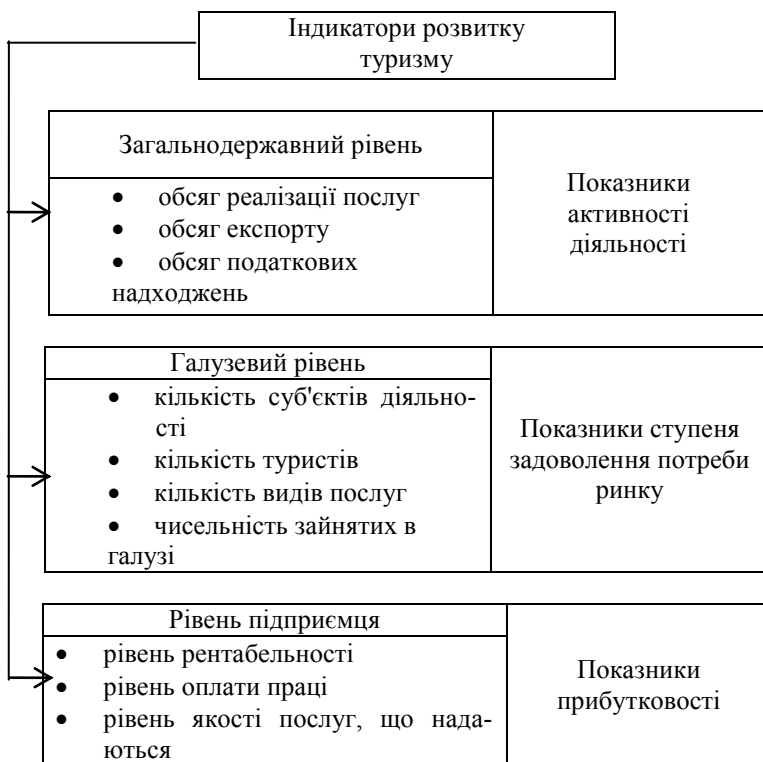 Індикатори розвитку
туризму
Загальнодержавний рівень
• обсяг реалізації послуг
• обсяг експорту
• обсяг податкових
надходжень
Показники
активності
діяльності
Галузевий рівень
• кількість суб'єктів діяльно-
сті
• кількість туристів
• кількість видів послуг
• чисельність зайнятих в
галузі
Показники ступеня
задоволення потреби
ринку
Рівень підприємця
• рівень рентабельності
• рівень оплати праці
• рівень якості послуг, що нада-
ються
Показники
прибутковості